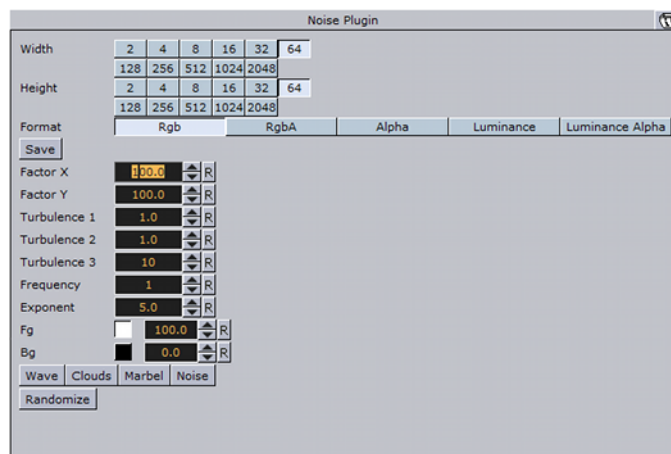 Noise Plugin
Width 2 4 8 16 32 64
128 256 512 1024 2048
Height 2 4 8 16 32 64
128 256 512 1024 2048
Format Rgb RgbA Alpha Luminance Luminance Alpha
Save
Factor X 100.0 R
Factor Y 100.0 R
Turbulence 1 1.0 R
Turbulence 2 1.0 R
Turbulence 3 10 R
Frequency 1 R
Exponent 5.0 R
Fg 100.0 R
Bg 0.0 R
Wave Clouds Marbel Noise
Randomize